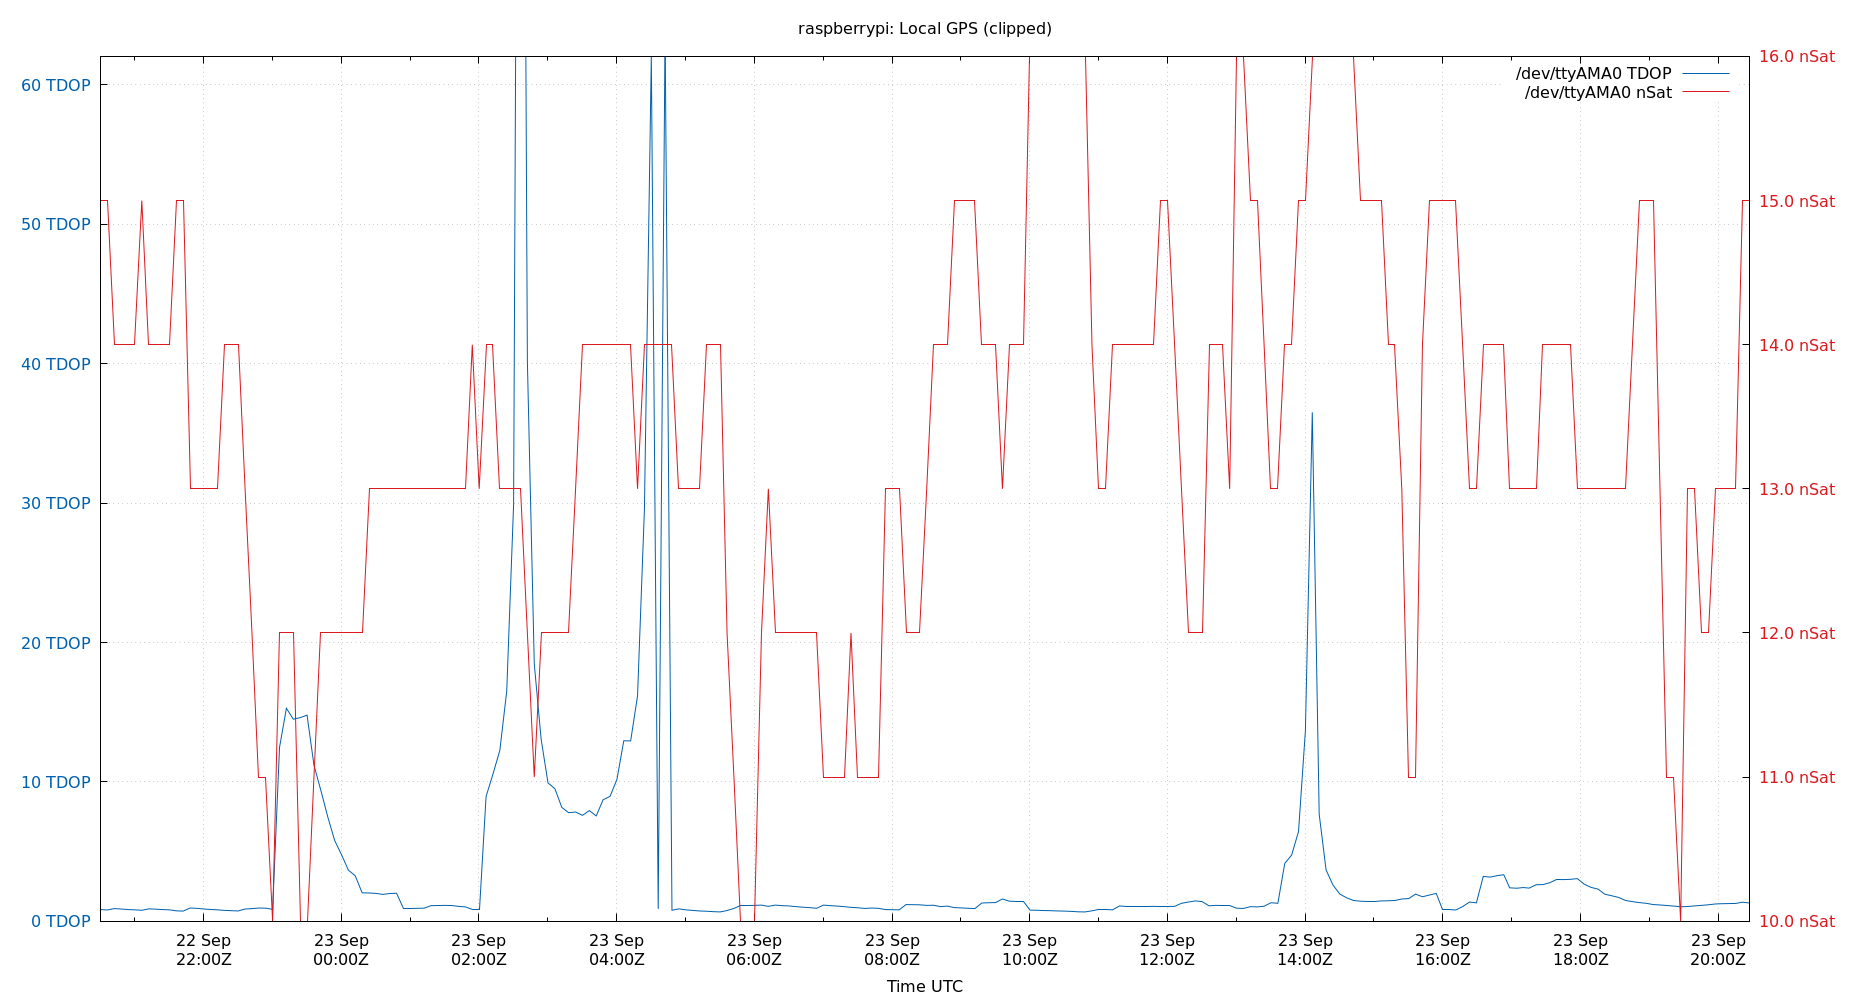 raspberrypi: Local GPS (clipped)
/dev/ttyAMA0 TDOP
/dev/ttyAMA0 nSat
60 TDOP
50 TDOP
40 TDOP
30 TDOP
20 TDOP
10 TDOP
0 TDOP
16.0 nSat
15.0 nSat
14.0 nSat
13.0 nSat
12.0 nSat
11.0 nSat
10.0 nSat
22 Sep
22:00Z
23 Sep
00:00Z
23 Sep
02:00Z
23 Sep
04:00Z
23 Sep
06:00Z
23 Sep
08:00Z
23 Sep
10:00Z
23 Sep
12:00Z
23 Sep
14:00Z
23 Sep
16:00Z
23 Sep
18:00Z
23 Sep
20:00Z
Time UTC